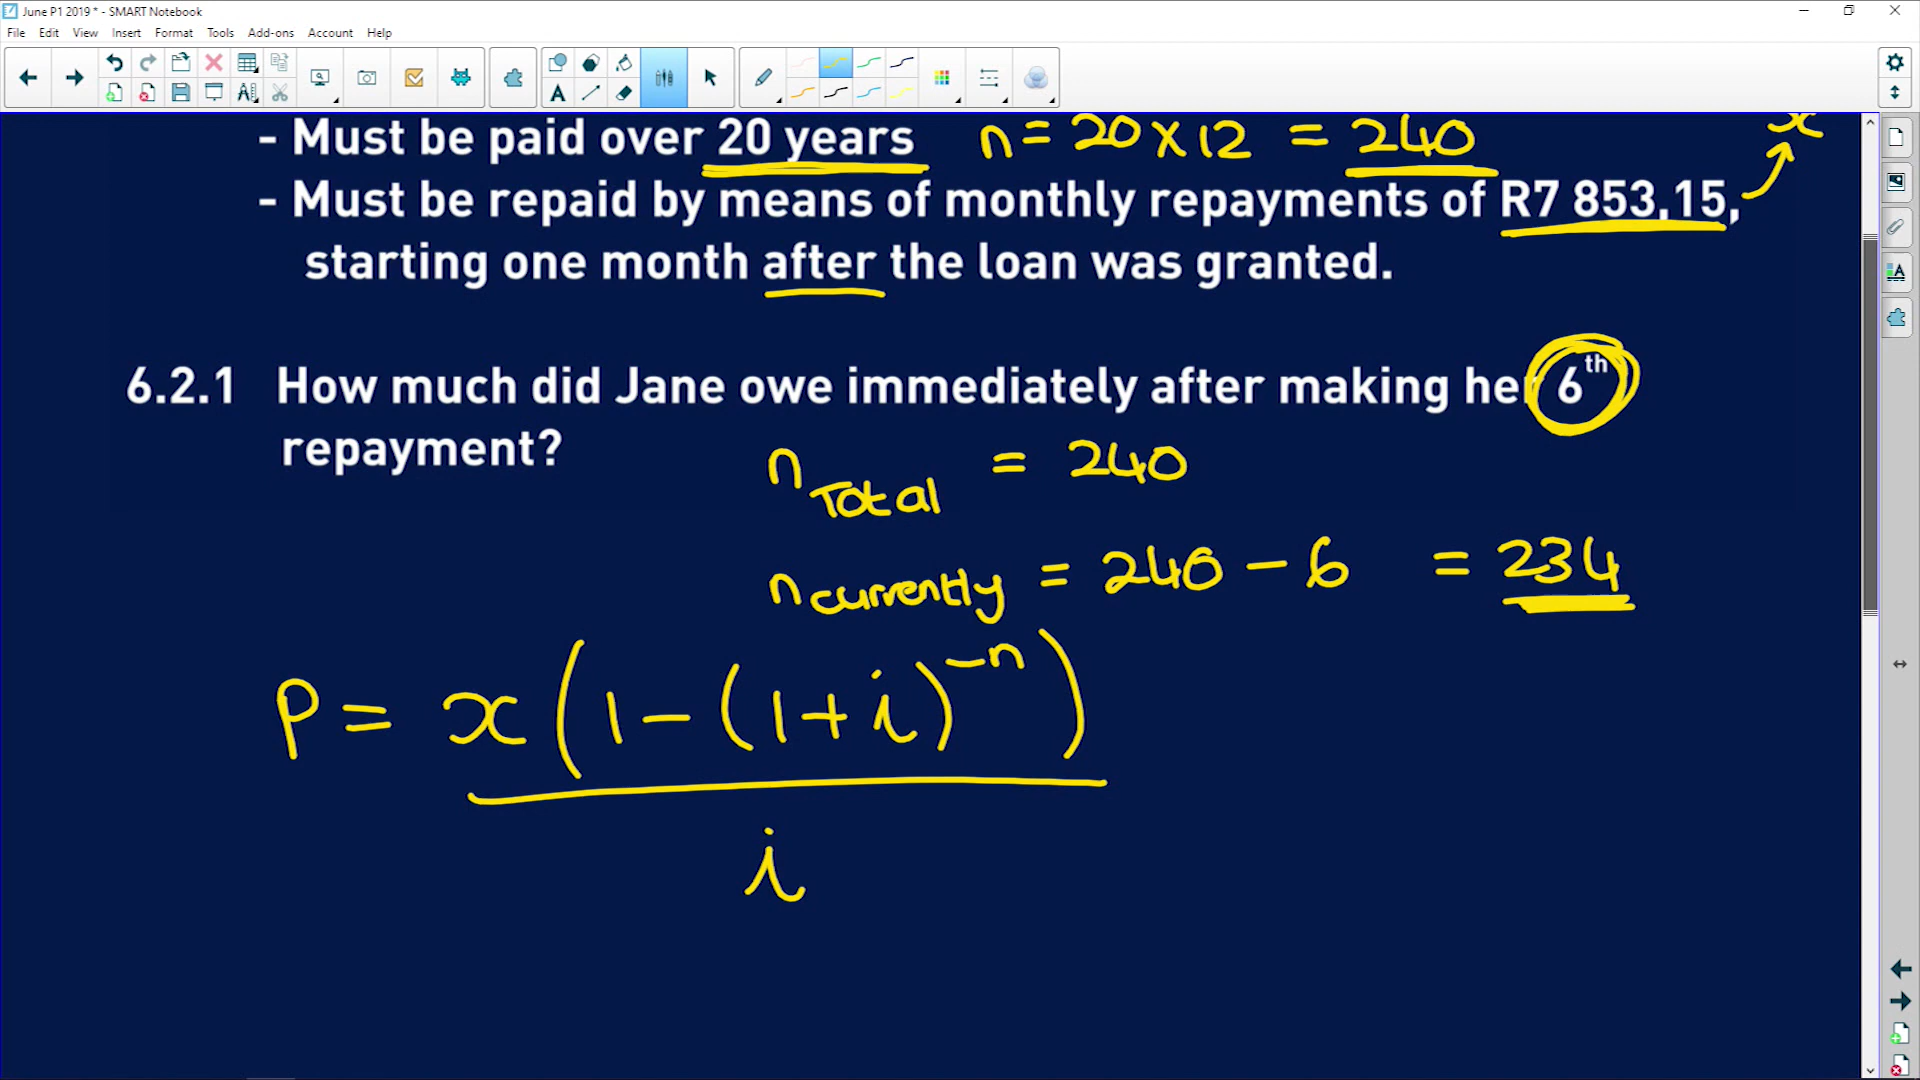 June P1 2019 * - SMART Notebook
File Edit View Insert Format Tools Add-ons Account Help
- Must be paid over 20 years n = 20 x 12 = 240
x
- Must be repaid by means of monthly repayments of R7 853,15,
starting one month after the loan was granted.
6.2.1 How much did Jane owe immediately after making her 6th
repayment?
n Total = 240
n currently = 240 - 6 = 234
P = x(1-(1+i)^-n)
i